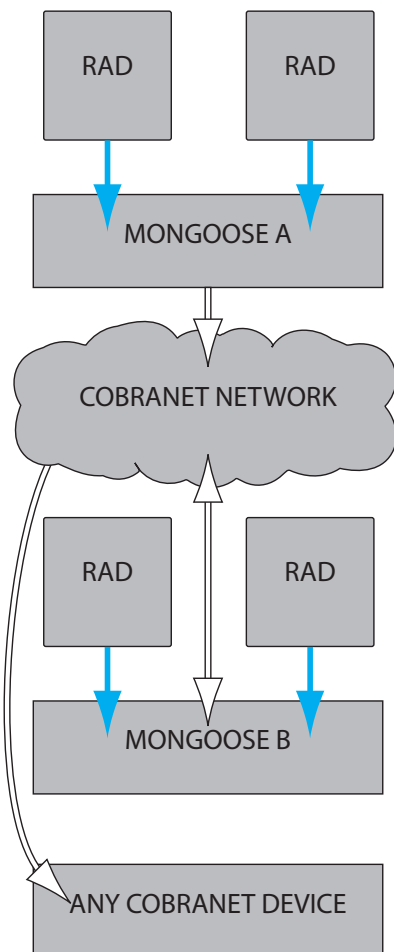 RAD
RAD
MONGOOSE A
COBRANET NETWORK
RAD
RAD
MONGOOSE B
ANY COBRANET DEVICE